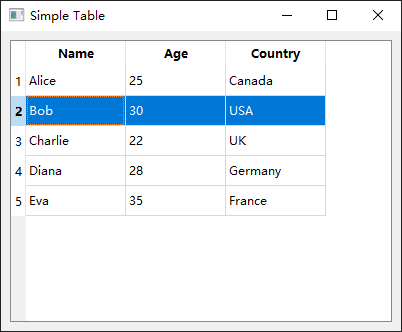 Simple Table
Name Age Country
1 Alice 25 Canada
2 Bob 30 USA
3 Charlie 22 UK
4 Diana 28 Germany
5 Eva 35 France